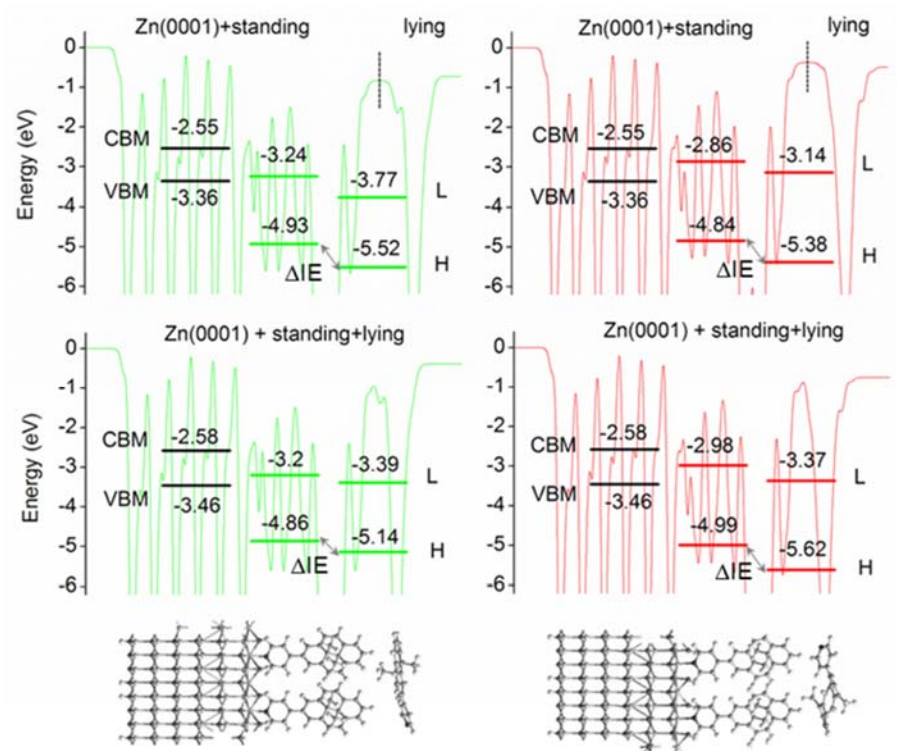 Zn(0001)+standing lying
0
-1
-2
-3
-4
-5
-6
Energy (eV)
CBM
VBM
-2.55
-3.36
-3.24
-4.93
-3.77
-5.52
L
H
ΔIE
Zn(0001)+standing lying
0
-1
-2
-3
-4
-5
-6
CBM
VBM
-2.55
-3.36
-2.86
-4.84
-3.14
-5.38
L
H
ΔIE
Zn(0001) + standing+lying
0
-1
-2
-3
-4
-5
-6
Energy (eV)
CBM
VBM
-2.58
-3.46
-3.2
-4.86
-3.39
-5.14
L
H
ΔIE
Zn(0001) + standing+lying
0
-1
-2
-3
-4
-5
-6
CBM
VBM
-2.58
-3.46
-2.98
-4.99
-3.37
-5.62
L
H
ΔIE